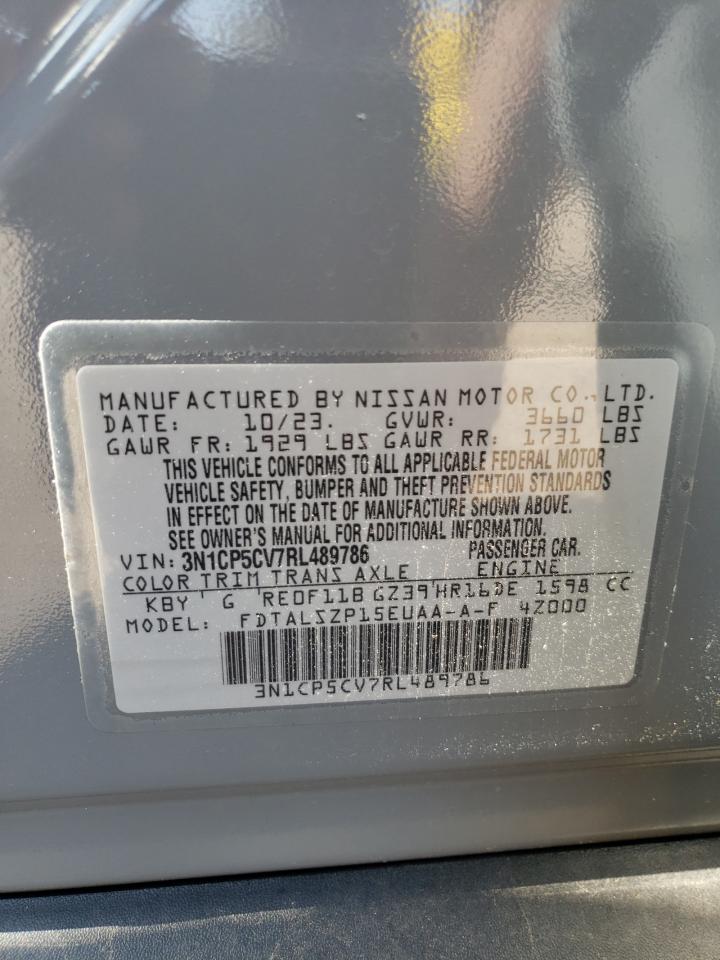 MANUFACTURED BY NISSAN MOTOR CO.,LTD.
DATE: 10/23. GVWR: 3660 LBS
GAWR FR: 1929 LBS GAWR RR: 1731 LBS
THIS VEHICLE CONFORMS TO ALL APPLICABLE FEDERAL MOTOR
VEHICLE SAFETY, BUMPER AND THEFT PREVENTION STANDARDS
IN EFFECT ON THE DATE OF MANUFACTURE SHOWN ABOVE.
SEE OWNER'S MANUAL FOR ADDITIONAL INFORMATION.
VIN: 3N1CP5CV7RL489786 PASSENGER CAR.
COLOR TRIM TRANS AXLE ENGINE
KBY G RE0F11B GZ39 HR16DE 1598 CC
MODEL: FDTALSZP15EUAA-A-F 4Z000
3N1CP5CV7RL489786